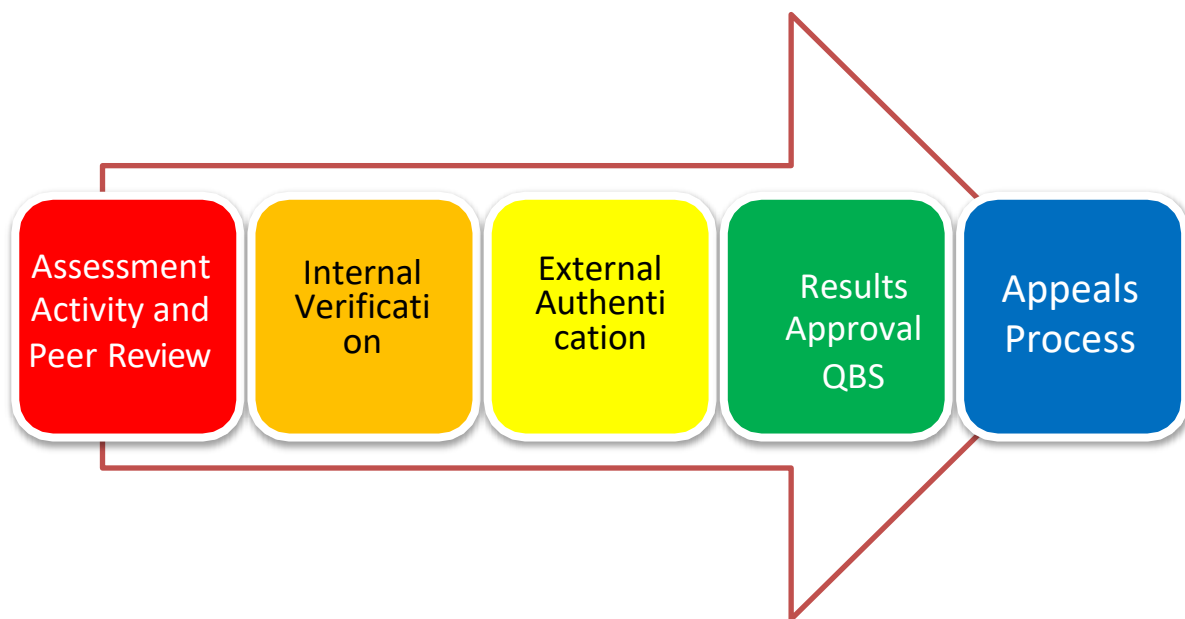 Assessment
Activity and
Peer Review
Internal
Verificati
on
External
Authenti
cation
Results
Approval
QBS
Appeals
Process